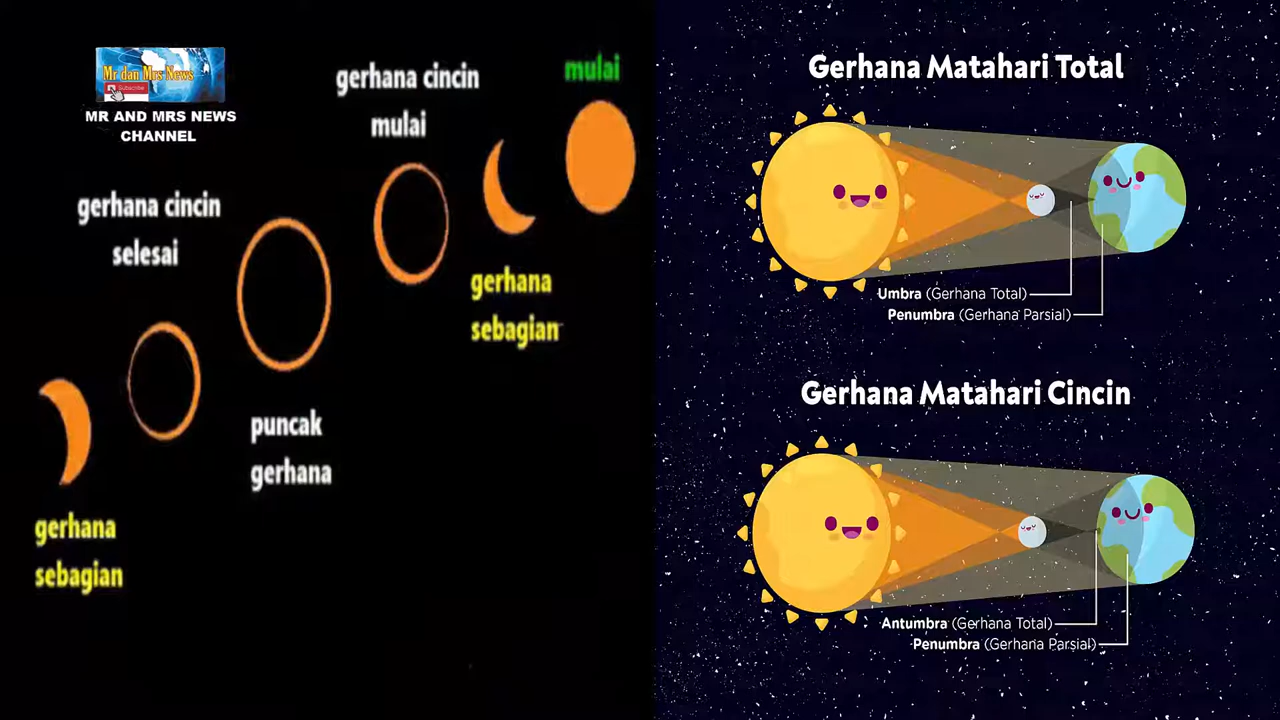 Mr dan Mrs News
Subscribe
MR AND MRS NEWS
CHANNEL
gerhana cincin
mulai
mulai
gerhana cincin
selesai
gerhana
sebagian
puncak
gerhana
gerhana
sebagian
Gerhana Matahari Total
Umbra (Gerhana Total)
Penumbra (Gerhana Parsial)
Gerhana Matahari Cincin
Antumbra (Gerhana Total)
Penumbra (Gerhana Parsial)